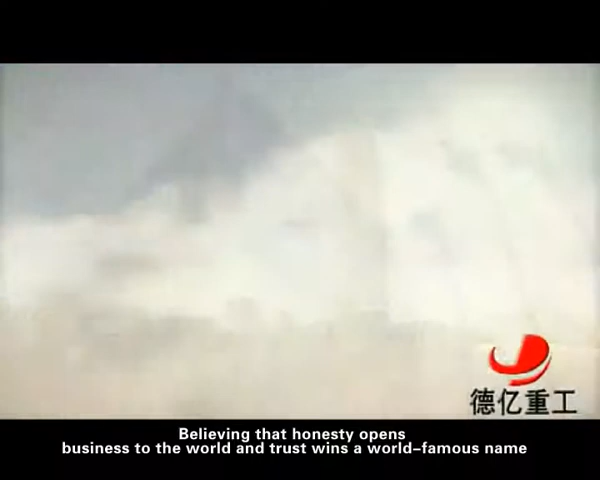 德亿重工
Believing that honesty opens
business to the world and trust wins a world-famous name